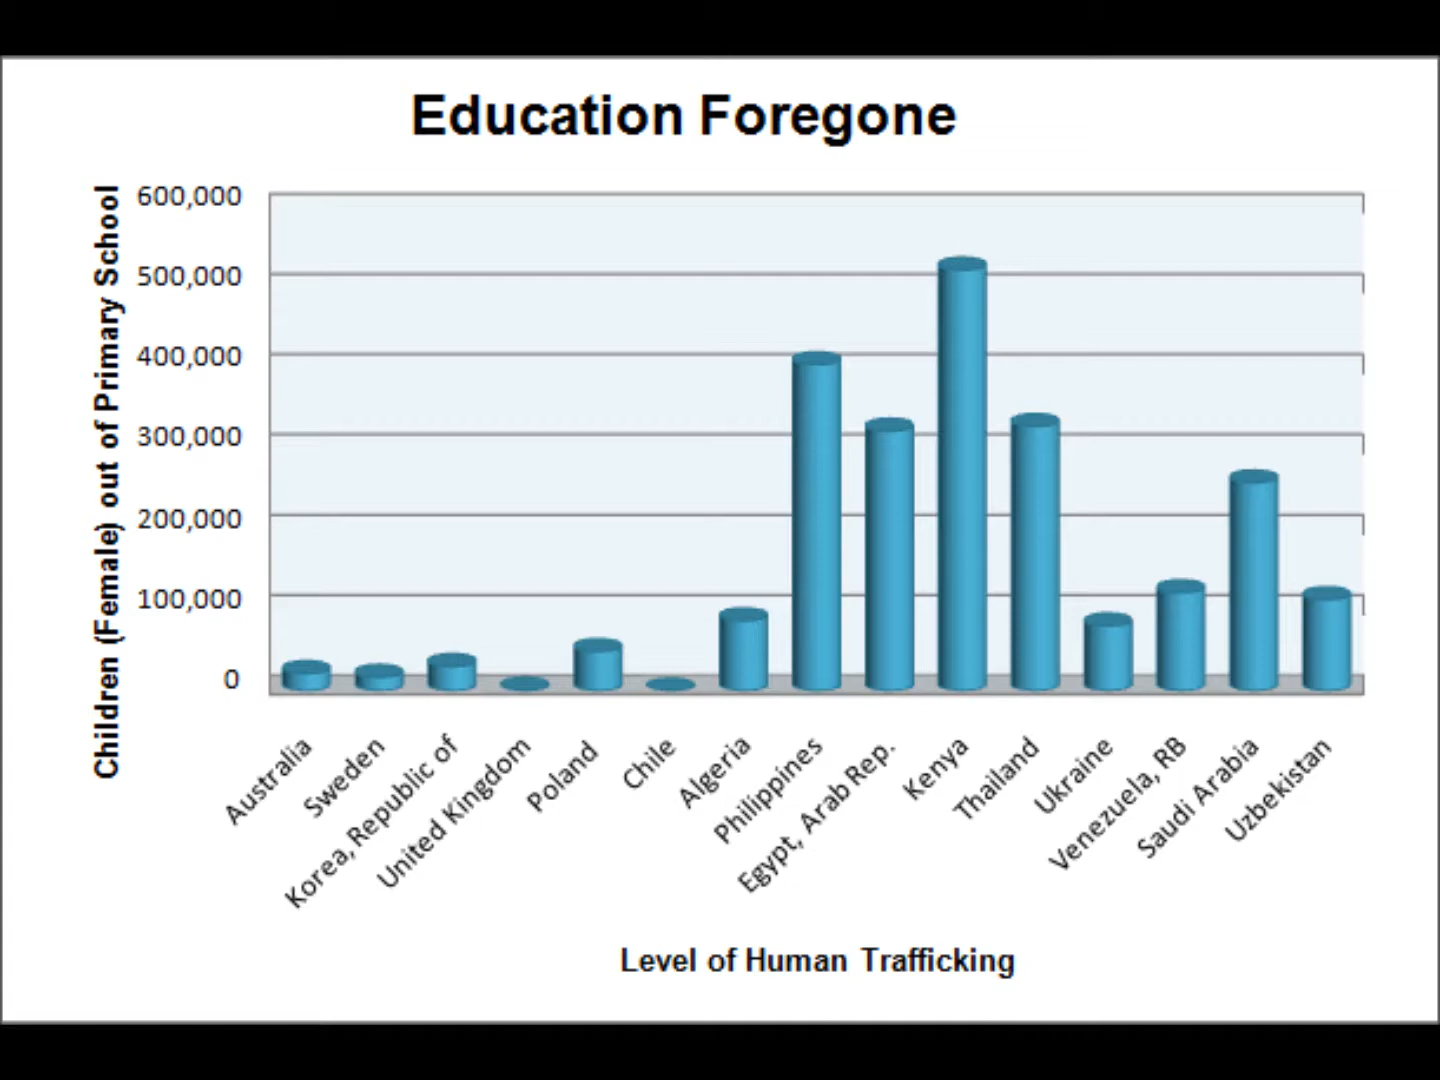 Education Foregone
Children (Female) out of Primary School
600,000
500,000
400,000
300,000
200,000
100,000
0
Australia
Sweden
Korea, Republic of
United Kingdom
Poland
Chile
Algeria
Philippines
Egypt, Arab Rep.
Kenya
Thailand
Ukraine
Venezuela, RB
Saudi Arabia
Uzbekistan
Level of Human Trafficking